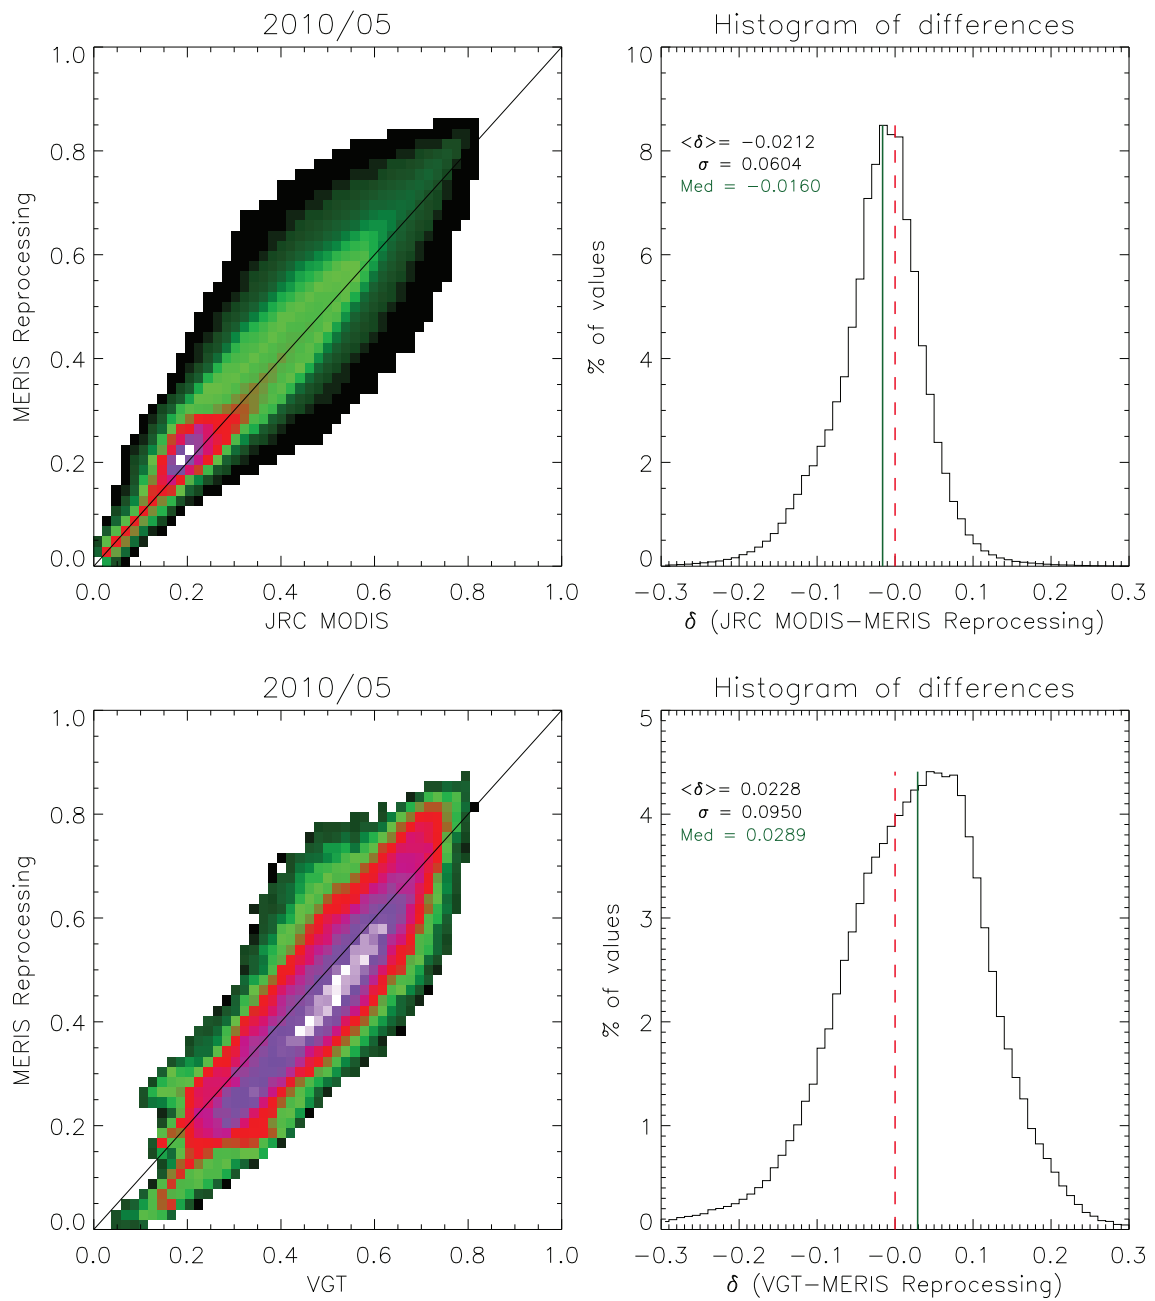 2010/05
1.0
0.8
0.6
0.4
0.2
0.0
MERIS Reprocessing
0.0 0.2 0.4 0.6 0.8 1.0
JRC MODIS
Histogram of differences
10
8
6
4
2
0
% of values
<δ>= −0.0212
σ = 0.0604
Med = −0.0160
−0.3 −0.2 −0.1 −0.0 0.1 0.2 0.3
δ (JRC MODIS−MERIS Reprocessing)
2010/05
1.0
0.8
0.6
0.4
0.2
0.0
MERIS Reprocessing
0.0 0.2 0.4 0.6 0.8 1.0
VGT
Histogram of differences
5
4
3
2
1
0
% of values
<δ>= 0.0228
σ = 0.0950
Med = 0.0289
−0.3 −0.2 −0.1 −0.0 0.1 0.2 0.3
δ (VGT−MERIS Reprocessing)